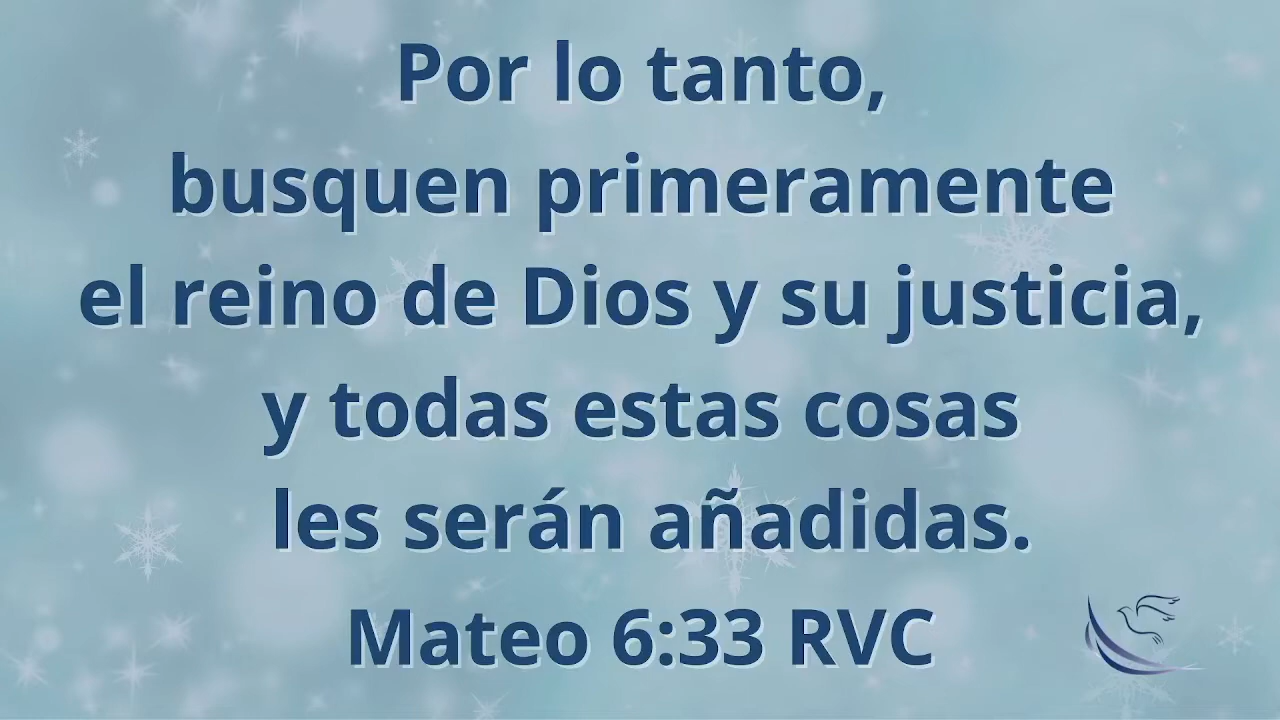 Por lo tanto,
busquen primeramente
el reino de Dios y su justicia,
y todas estas cosas
les serán añadidas.
Mateo 6:33 RVC